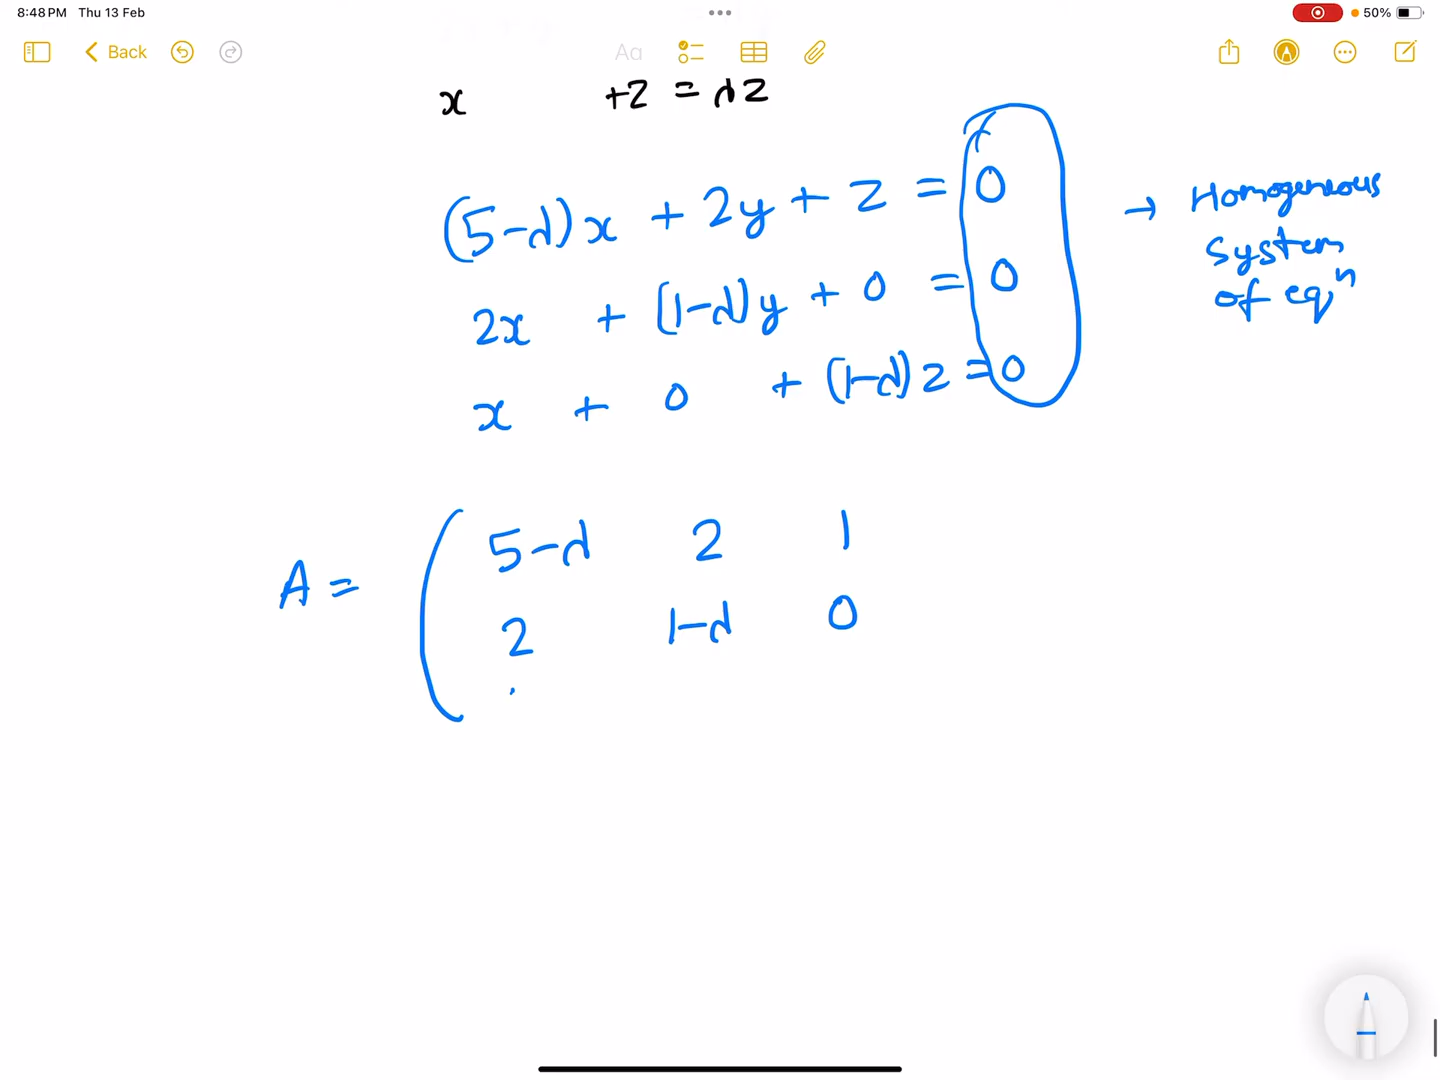 8:48 PM Thu 13 Feb
50%
Back
Aa
x +z = λz
(5-λ)x + 2y + z = 0
2x + (1-λ)y + 0 = 0
x + 0 + (1-λ)z = 0
→ Homogeneous
system
of eqⁿ
A =
5-λ 2 1
2 1-λ 0